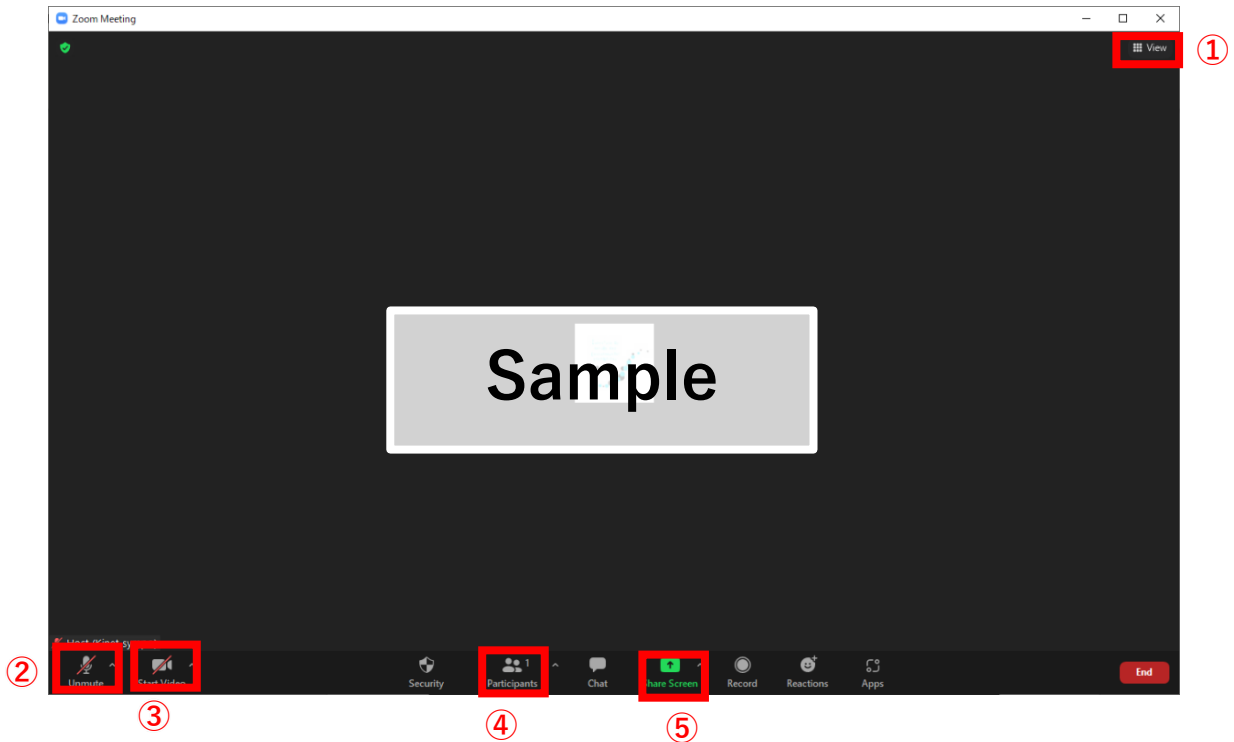 Zoom Meeting
View
①
Sample
②
Unmute
Start Video
Security
1
Participants
Chat
Share Screen
Record
Reactions
Apps
End
③
④
⑤